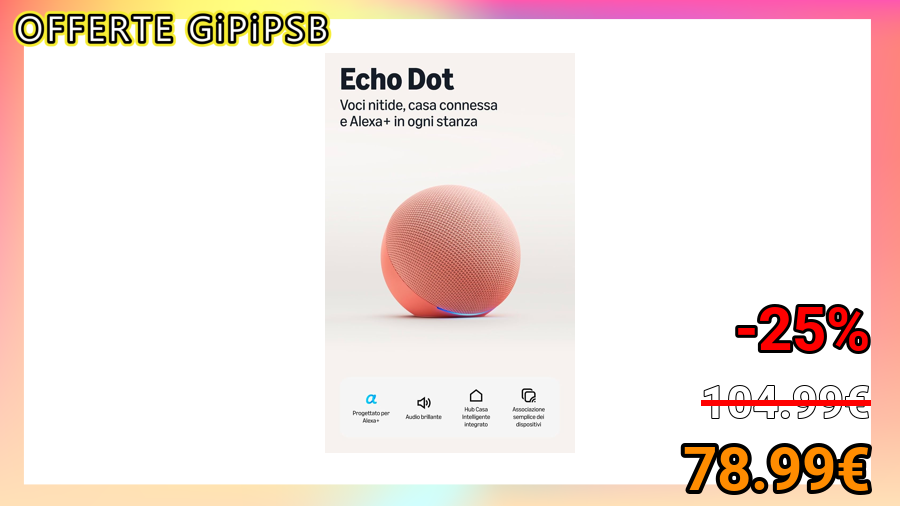 OFFERTE GiPiPSB
Echo Dot
Voci nitide, casa connessa
e Alexa+ in ogni stanza
Progettato per
Alexa+
Audio brillante
Hub Casa
Intelligente
integrato
Associazione
semplice dei
dispositivi
-25%
104.99€
78.99€